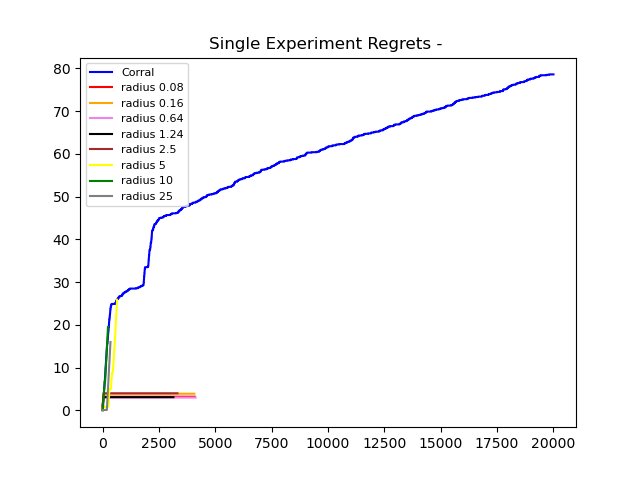 Single Experiment Regrets -
80
70
60
50
40
30
20
10
0
Corral
radius 0.08
radius 0.16
radius 0.64
radius 1.24
radius 2.5
radius 5
radius 10
radius 25
0 2500 5000 7500 10000 12500 15000 17500 20000